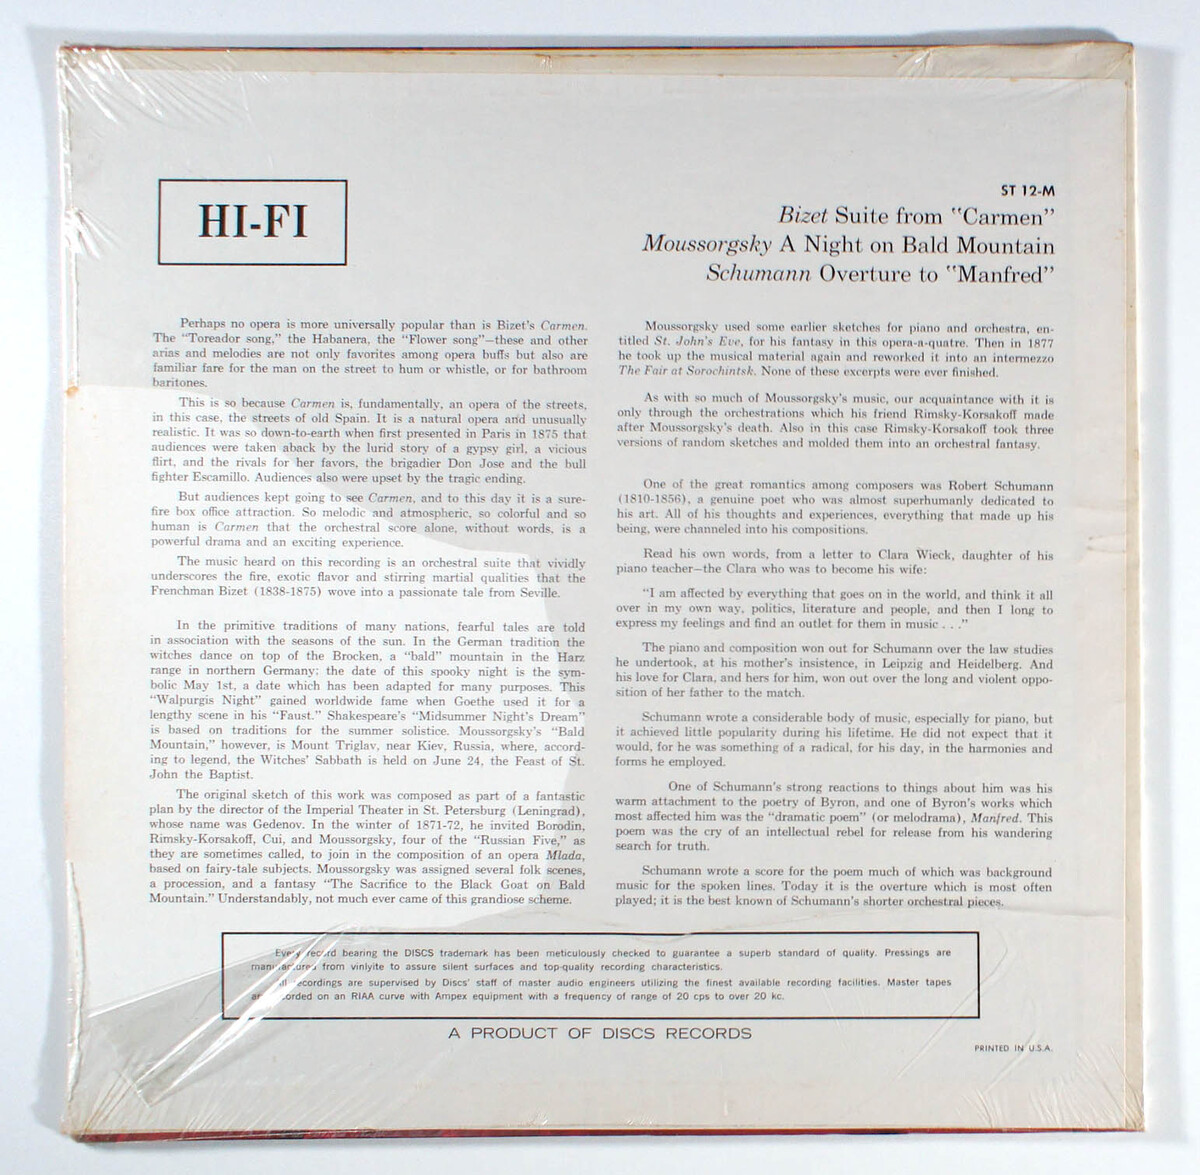 HI-FI
ST 12-M
Bizet Suite from "Carmen"
Moussorgsky A Night on Bald Mountain
Schumann Overture to "Manfred"
Perhaps no opera is more universally popular than is Bizet's Carmen.
The "Toreador song," the Habanera, the "Flower song"—these and other
arias and melodies are not only favorites among opera buffs but also are
familiar fare for the man on the street to hum or whistle, or for bathroom
baritones.
This is so because Carmen is, fundamentally, an opera of the streets,
in this case, the streets of old Spain. It is a natural opera and unusually
realistic. It was so down-to-earth when first presented in Paris in 1875 that
audiences were taken aback by the lurid story of a gypsy girl, a vicious
flirt, and the rivals for her favors, the brigadier Don Jose and the bull
fighter Escamillo. Audiences also were upset by the tragic ending.
But audiences kept going to see Carmen, and to this day it is a sure-
fire box office attraction. So melodic and atmospheric, so colorful and so
human is Carmen that the orchestral score alone, without words, is a
powerful drama and an exciting experience.
The music heard on this recording is an orchestral suite that vividly
underscores the fire, exotic flavor and stirring martial qualities that the
Frenchman Bizet (1838-1875) wove into a passionate tale from Seville.
In the primitive traditions of many nations, fearful tales are told
in association with the seasons of the sun. In the German tradition the
witches dance on top of the Brocken, a "bald" mountain in the Harz
range in northern Germany: the date of this spooky night is the sym-
bolic May 1st, a date which has been adapted for many purposes. This
"Walpurgis Night" gained worldwide fame when Goethe used it for a
lengthy scene in his "Faust." Shakespeare's "Midsummer Night's Dream"
is based on traditions for the summer solistice. Moussorgsky's "Bald
Mountain," however, is Mount Triglav, near Kiev, Russia, where, accord-
ing to legend, the Witches' Sabbath is held on June 24, the Feast of St.
John the Baptist.
The original sketch of this work was composed as part of a fantastic
plan by the director of the Imperial Theater in St. Petersburg (Leningrad),
whose name was Gedenov. In the winter of 1871-72, he invited Borodin,
Rimsky-Korsakoff, Cui, and Moussorgsky, four of the "Russian Five," as
they are sometimes called, to join in the composition of an opera Mlada,
based on fairy-tale subjects. Moussorgsky was assigned several folk scenes,
a procession, and a fantasy "The Sacrifice to the Black Goat on Bald
Mountain." Understandably, not much ever came of this grandiose scheme.
Moussorgsky used some earlier sketches for piano and orchestra, en-
titled St. John's Eve, for his fantasy in this opera-a-quatre. Then in 1877
he took up the musical material again and reworked it into an intermezzo
The Fair at Sorochintsk. None of these excerpts were ever finished.
As with so much of Moussorgsky's music, our acquaintance with it is
only through the orchestrations which his friend Rimsky-Korsakoff made
after Moussorgsky's death. Also in this case Rimsky-Korsakoff took three
versions of random sketches and molded them into an orchestral fantasy.
One of the great romantics among composers was Robert Schumann
(1810-1856), a genuine poet who was almost superhumanly dedicated to
his art. All of his thoughts and experiences, everything that made up his
being, were channeled into his compositions.
Read his own words, from a letter to Clara Wieck, daughter of his
piano teacher—the Clara who was to become his wife:
"I am affected by everything that goes on in the world, and think it all
over in my own way, politics, literature and people, and then I long to
express my feelings and find an outlet for them in music . . ."
The piano and composition won out for Schumann over the law studies
he undertook, at his mother's insistence, in Leipzig and Heidelberg. And
his love for Clara, and hers for him, won out over the long and violent oppo-
sition of her father to the match.
Schumann wrote a considerable body of music, especially for piano, but
it achieved little popularity during his lifetime. He did not expect that it
would, for he was something of a radical, for his day, in the harmonies and
forms he employed.
One of Schumann's strong reactions to things about him was his
warm attachment to the poetry of Byron, and one of Byron's works which
most affected him was the "dramatic poem" (or melodrama), Manfred. This
poem was the cry of an intellectual rebel for release from his wandering
search for truth.
Schumann wrote a score for the poem much of which was background
music for the spoken lines. Today it is the overture which is most often
played; it is the best known of Schumann's shorter orchestral pieces.
Every record bearing the DISCS trademark has been meticulously checked to guarantee a superb standard of quality. Pressings are
manufactured from vinlyite to assure silent surfaces and top-quality recording characteristics.
All recordings are supervised by Discs' staff of master audio engineers utilizing the finest available recording facilities. Master tapes
are recorded on an RIAA curve with Ampex equipment with a frequency of range of 20 cps to over 20 kc.
A PRODUCT OF DISCS RECORDS
PRINTED IN U.S.A.